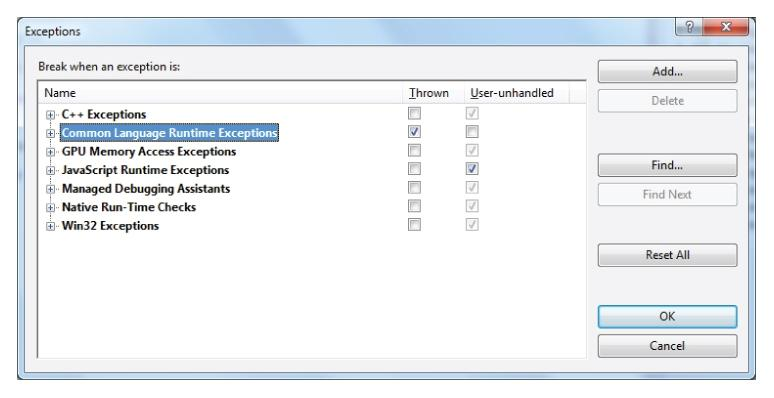 Exceptions
Break when an exception is:
Name Thrown User-unhandled
C++ Exceptions
Common Language Runtime Exceptions
GPU Memory Access Exceptions
JavaScript Runtime Exceptions
Managed Debugging Assistants
Native Run-Time Checks
Win32 Exceptions
Add...
Delete
Find...
Find Next
Reset All
OK
Cancel